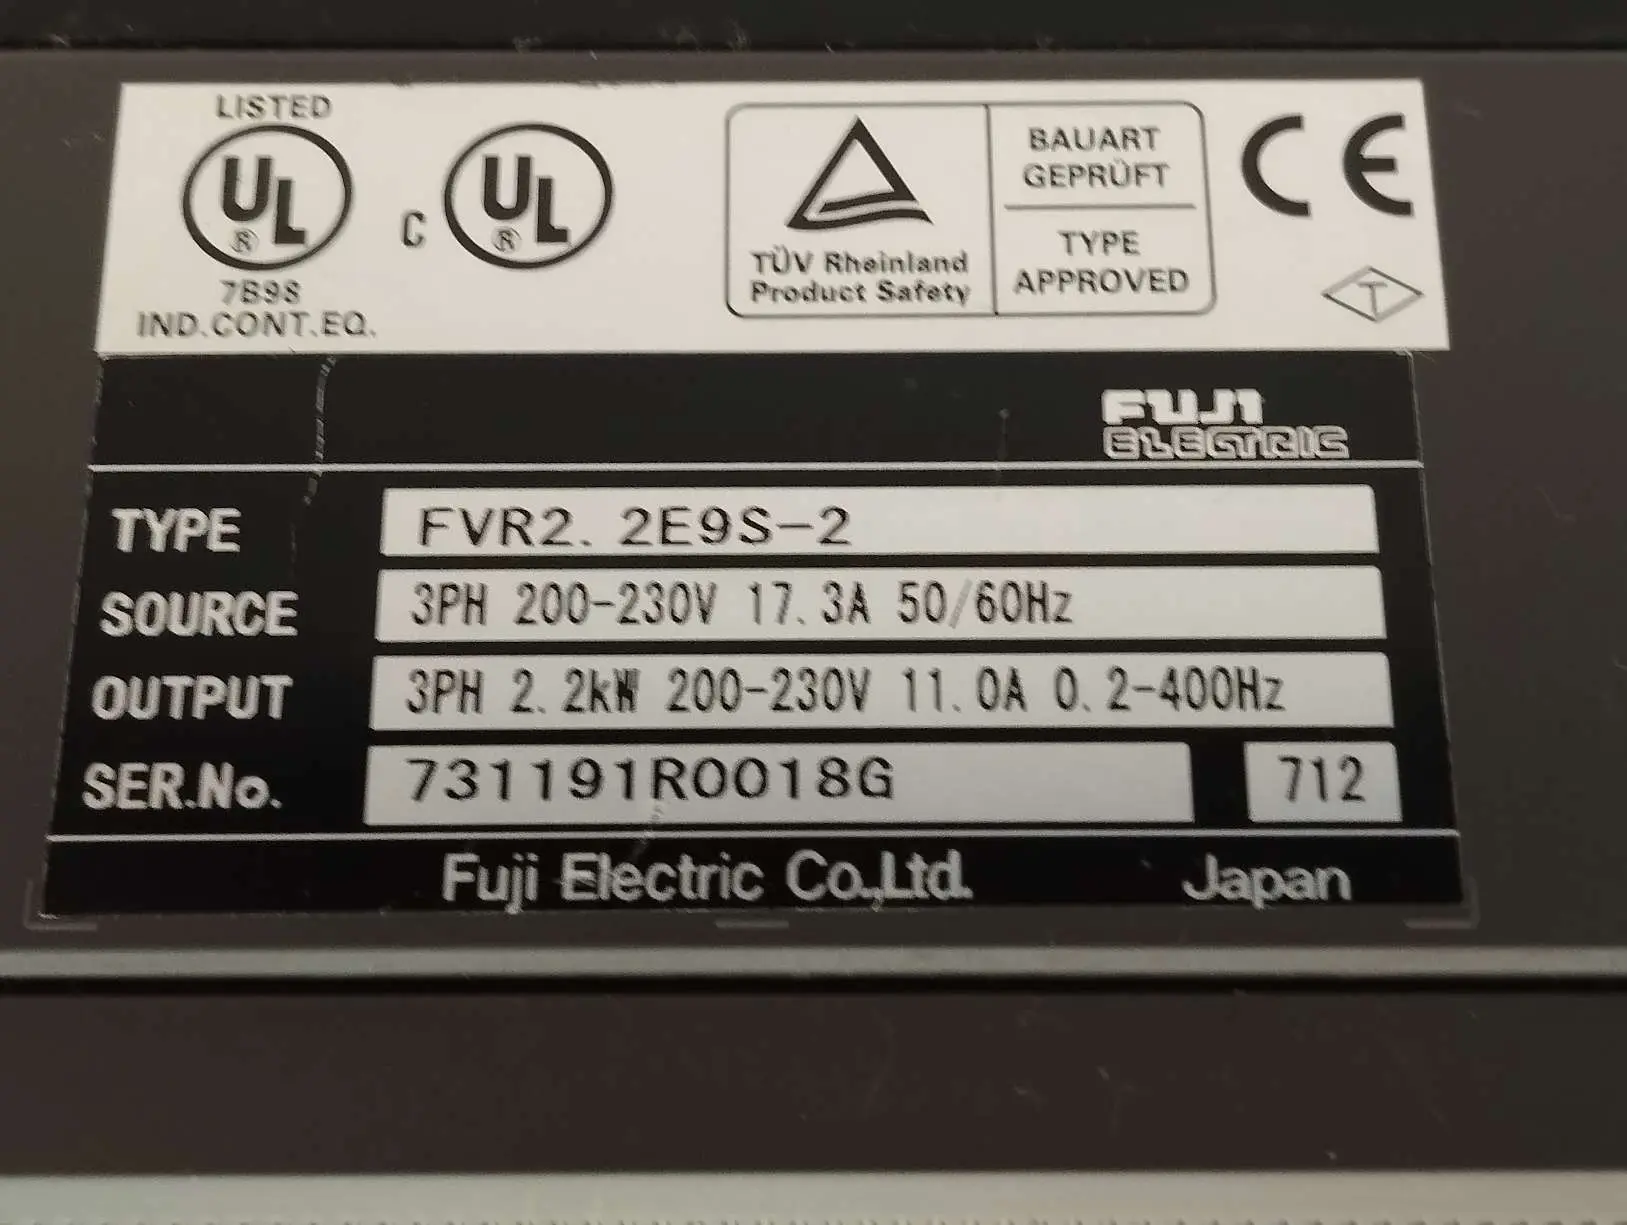 LISTED
UL
®
7B98
IND.CONT.EQ.
C UL
®
TÜV Rheinland
Product Safety
BAUART
GEPRÜFT
TYPE
APPROVED
CE
T
FUJI
ELECTRIC
TYPE FVR2.2E9S-2
SOURCE 3PH 200-230V 17.3A 50/60Hz
OUTPUT 3PH 2.2kW 200-230V 11.0A 0.2-400Hz
SER.No. 731191R0018G 712
Fuji Electric Co.,Ltd. Japan